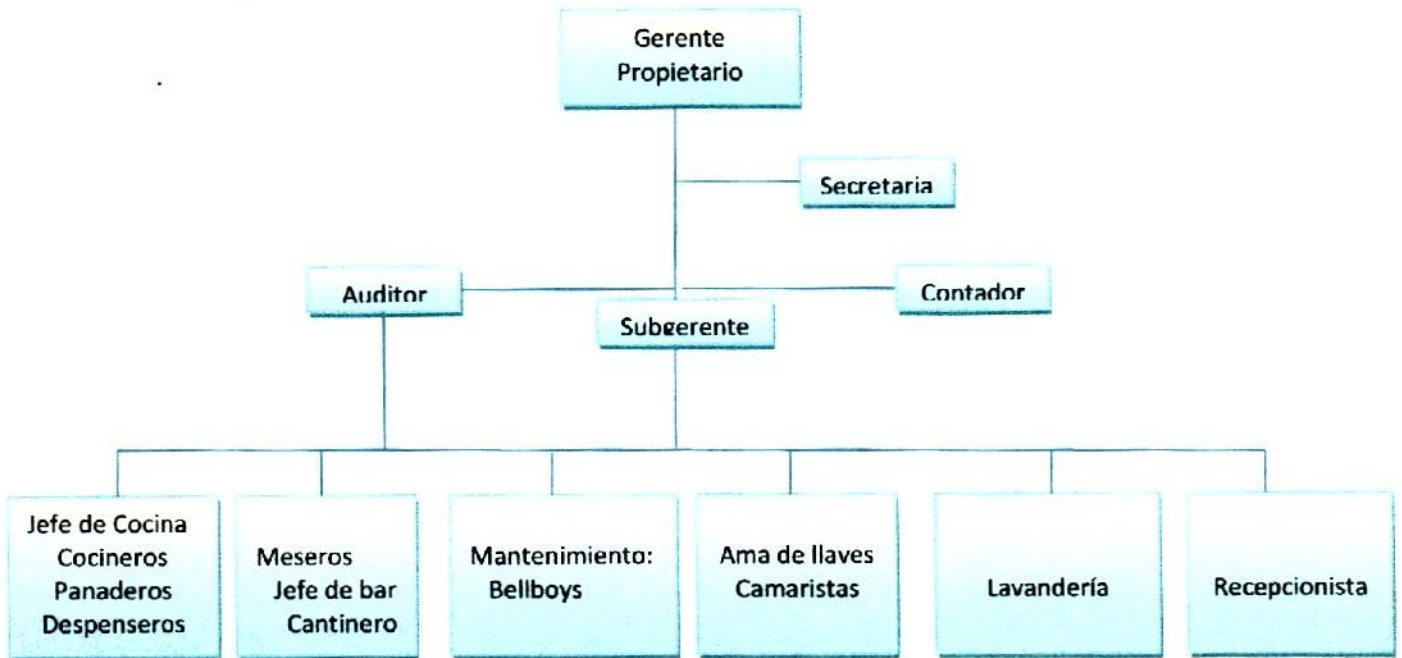 Gerente
Propietario
Secretaria
Auditor
Contador
Subgerente
Jefe de Cocina
Cocineros
Panaderos
Despenseros
Meseros
Jefe de bar
Cantinero
Mantenimiento:
Bellboys
Ama de llaves
Camaristas
Lavandería
Recepcionista